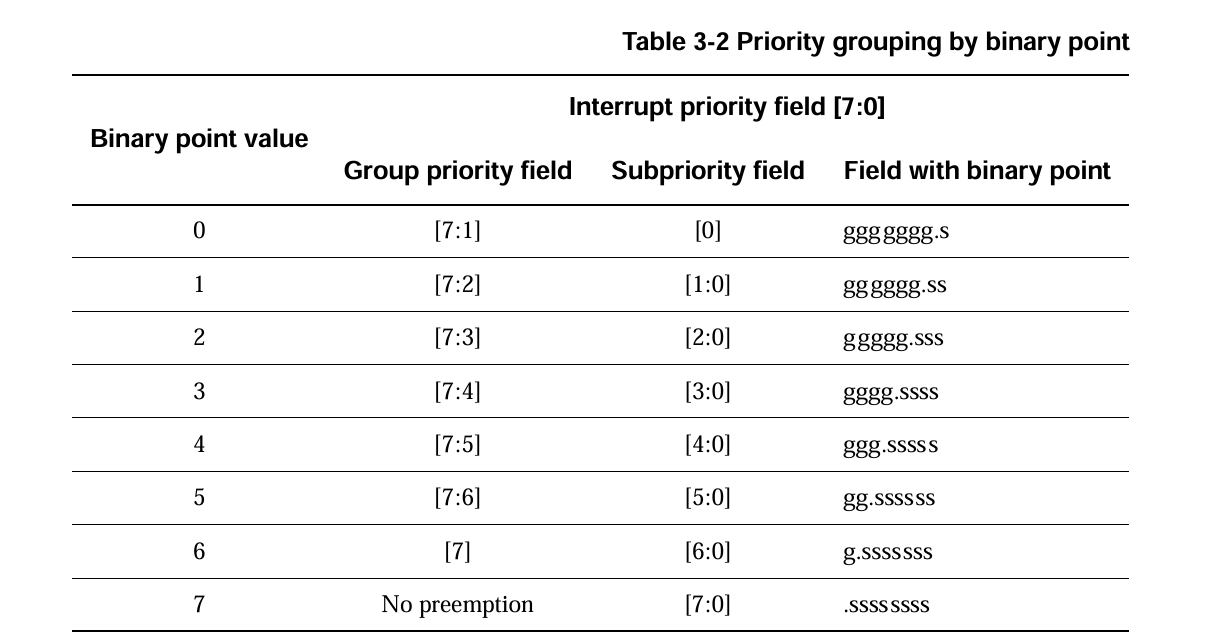 Table 3-2 Priority grouping by binary point
Interrupt priority field [7:0]
Binary point value
Group priority field Subpriority field Field with binary point
0 [7:1] [0] ggggggg.s
1 [7:2] [1:0] gggggg.ss
2 [7:3] [2:0] ggggg.sss
3 [7:4] [3:0] gggg.ssss
4 [7:5] [4:0] ggg.sssss
5 [7:6] [5:0] gg.ssssss
6 [7] [6:0] g.sssssss
7 No preemption [7:0] .ssssssss